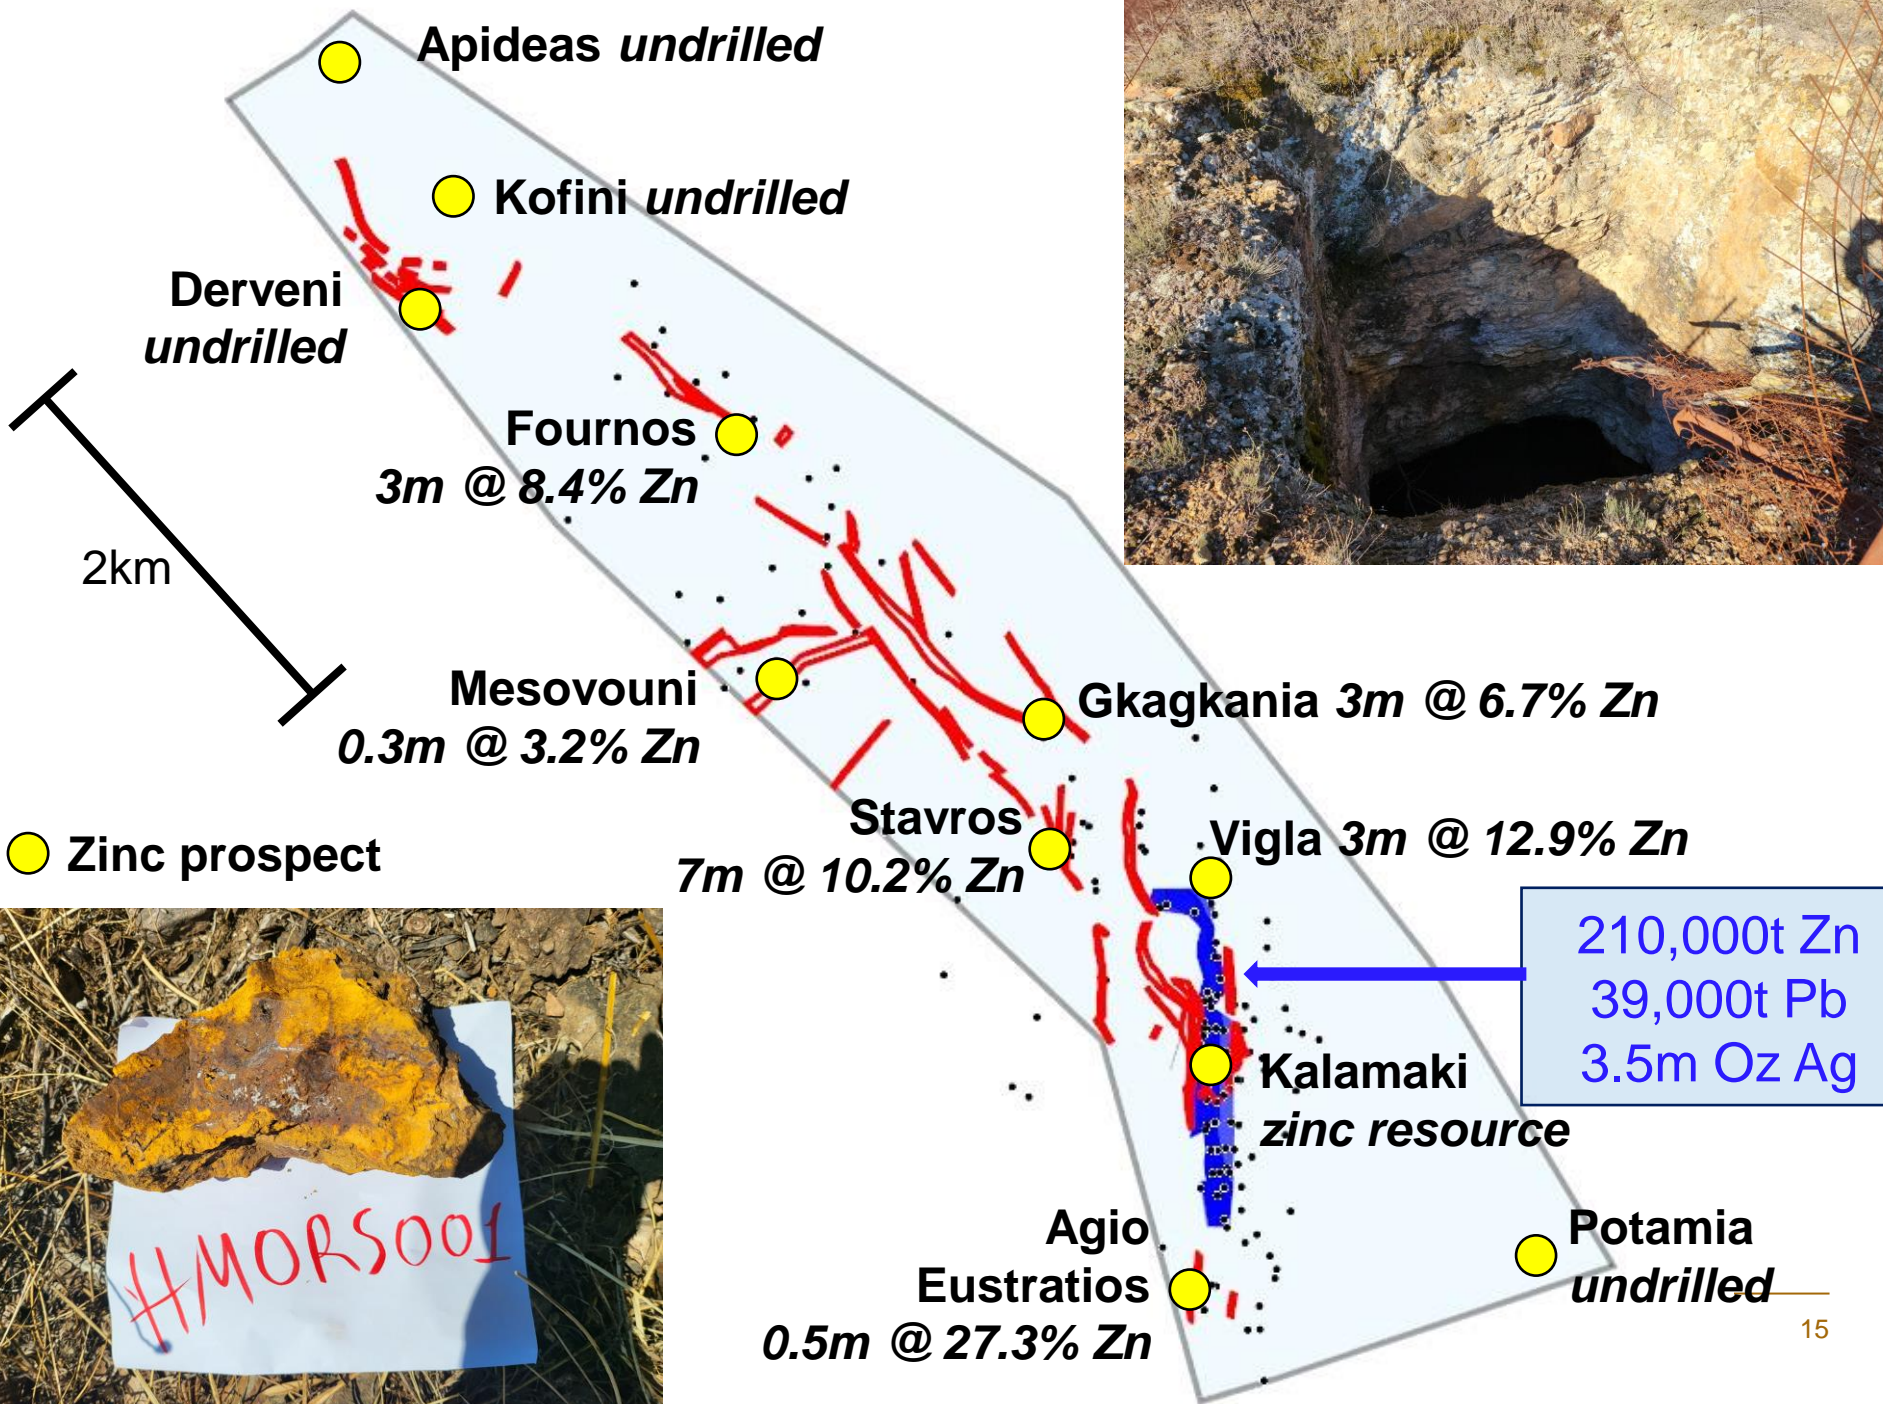 Apideas undrilled
Kofini undrilled
Derveni
undrilled
Fournos
3m @ 8.4% Zn
2km
Mesovouni
0.3m @ 3.2% Zn
Gkagkania 3m @ 6.7% Zn
Stavros
7m @ 10.2% Zn
Vigla 3m @ 12.9% Zn
Zinc prospect
210,000t Zn
39,000t Pb
3.5m Oz Ag
Kalamaki
zinc resource
HMORS001
Agio
Eustratios
0.5m @ 27.3% Zn
Potamia
undrilled
15